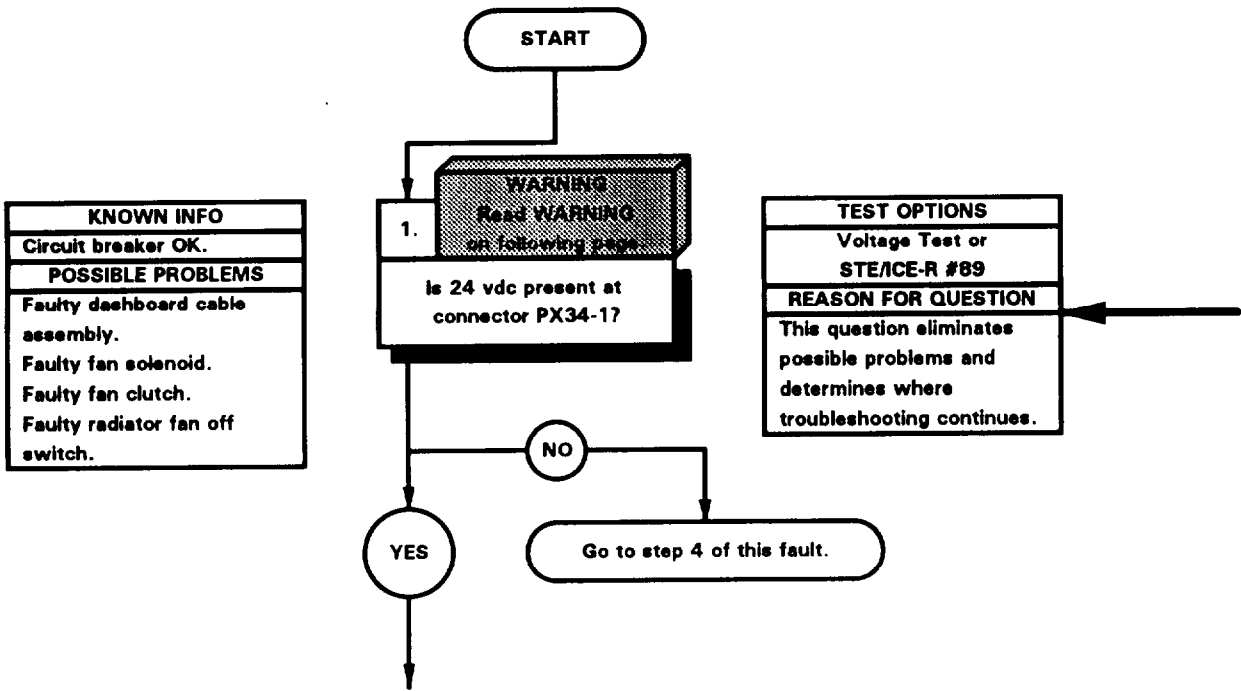 START
KNOWN INFO
Circuit breaker OK.
POSSIBLE PROBLEMS
Faulty dashboard cable
assembly.
Faulty fan solenoid.
Faulty fan clutch.
Faulty radiator fan off
switch.
WARNING
Read WARNING
on following page.
1.
Is 24 vdc present at
connector PX34-1?
TEST OPTIONS
Voltage Test or
STE/ICE-R #89
REASON FOR QUESTION
This question eliminates
possible problems and
determines where
troubleshooting continues.
NO
YES
Go to step 4 of this fault.